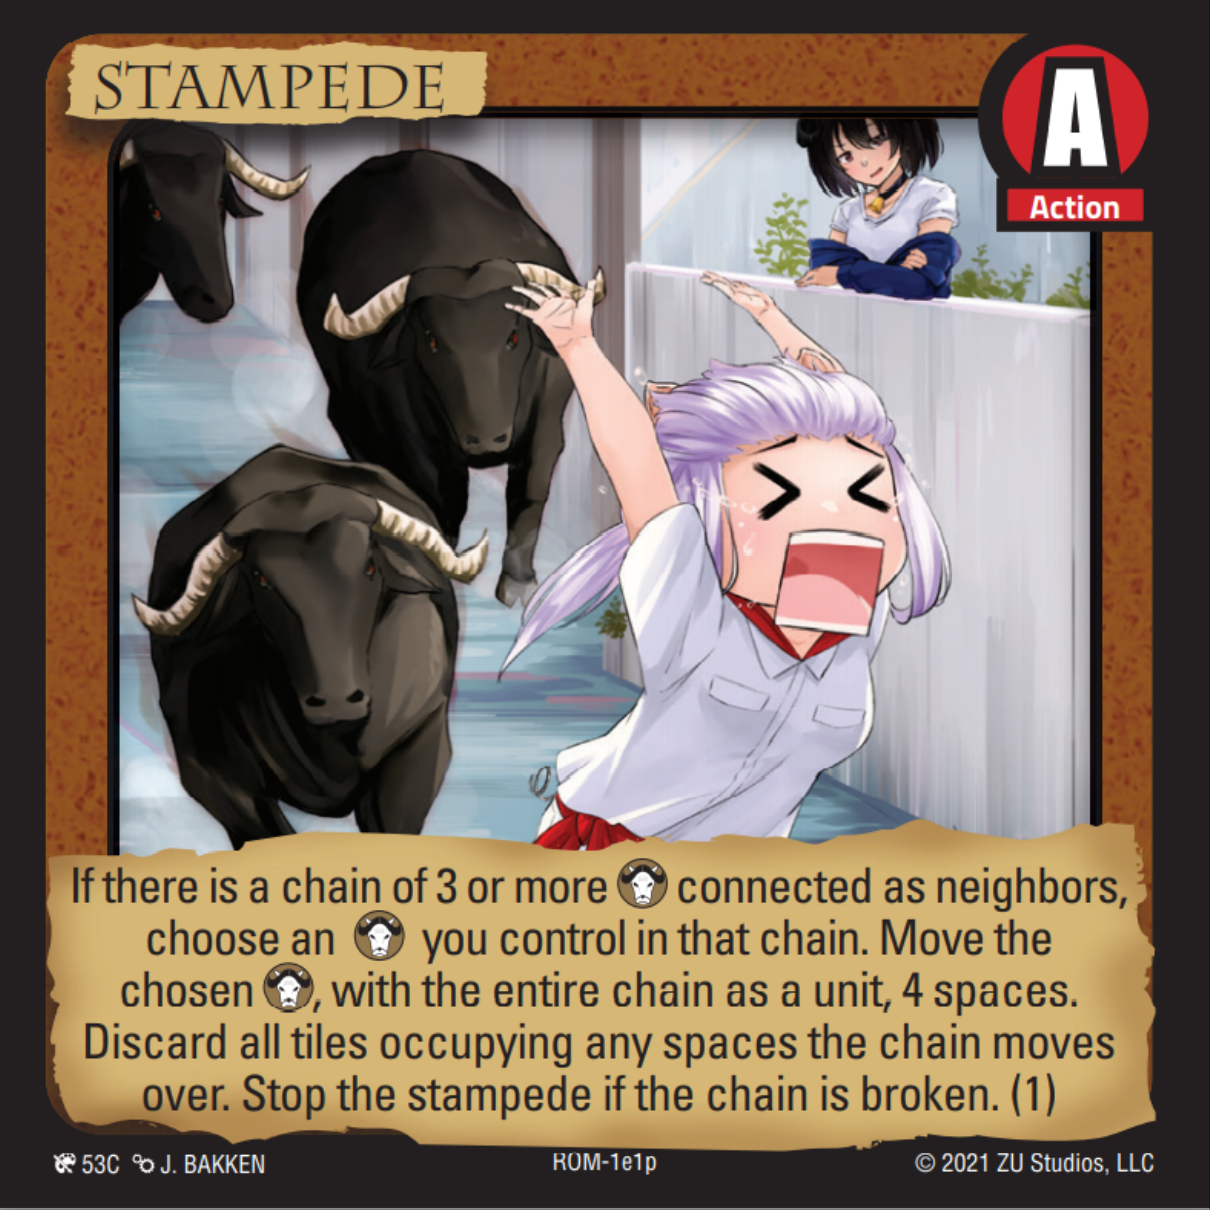 STAMPEDE
A
Action
If there is a chain of 3 or more connected as neighbors,
choose an you control in that chain. Move the
chosen , with the entire chain as a unit, 4 spaces.
Discard all tiles occupying any spaces the chain moves
over. Stop the stampede if the chain is broken. (1)
53C J. BAKKEN
ROM-1e1p
© 2021 ZU Studios, LLC